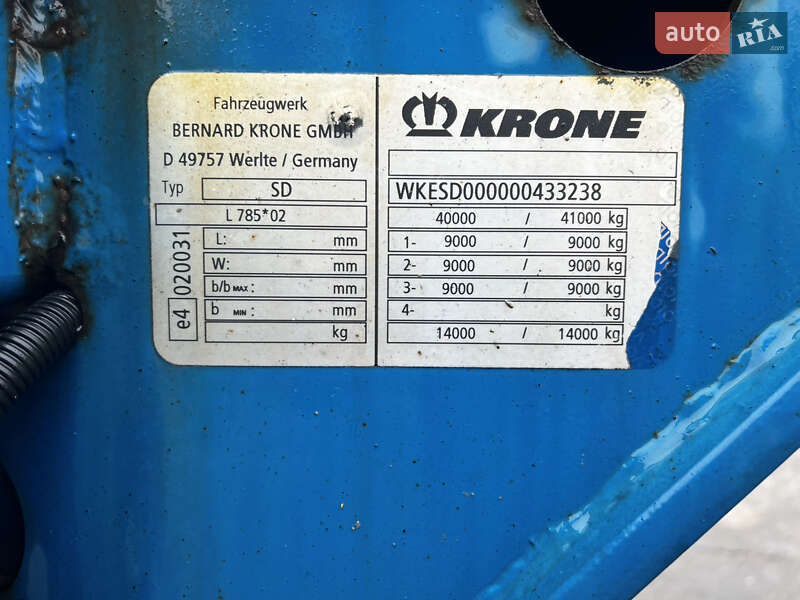 auto RIA.com
Fahrzeugwerk
BERNARD KRONE GMBH
D 49757 Werlte / Germany
Typ SD
L 785*02
e4 020031
L: mm
W: mm
b/b MAX : mm
b MIN : mm
kg
KRONE
WKESD000000433238
40000 / 41000 kg
1- 9000 / 9000 kg
2- 9000 / 9000 kg
3- 9000 / 9000 kg
4- kg
14000 / 14000 kg